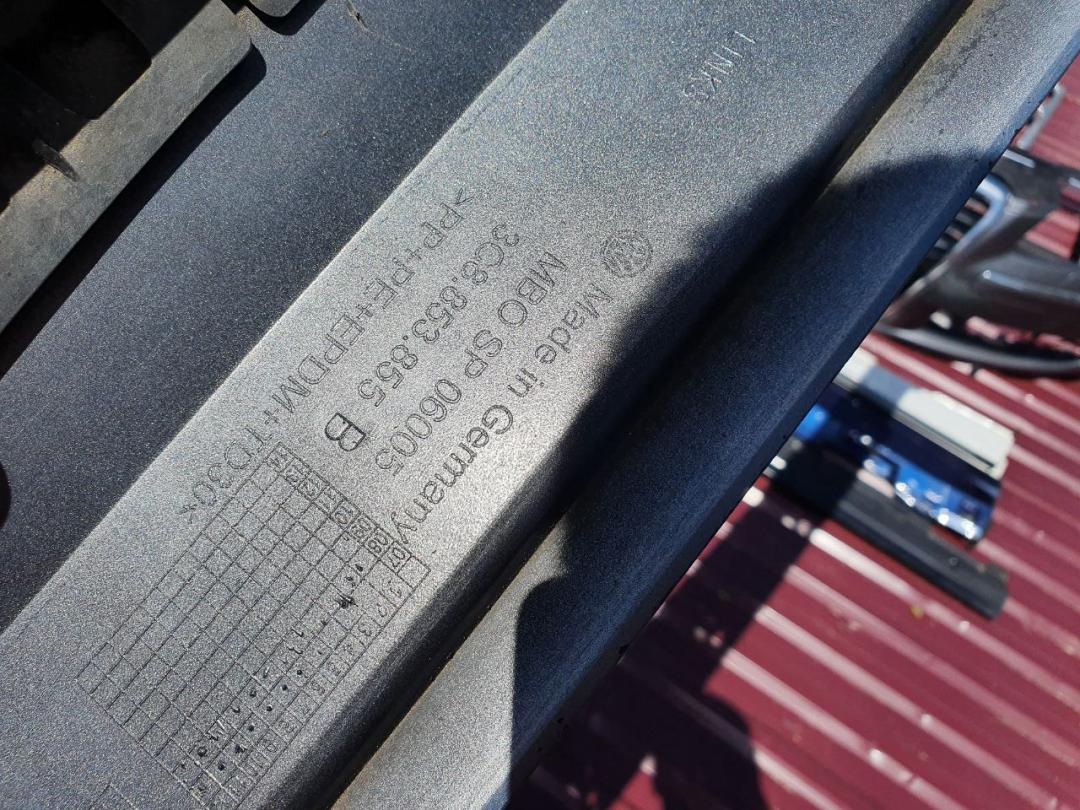 LINKS
Made in Germany
MBO SP 06005
3C8.853.855 B
>PP+PE+EPDM+TD30<